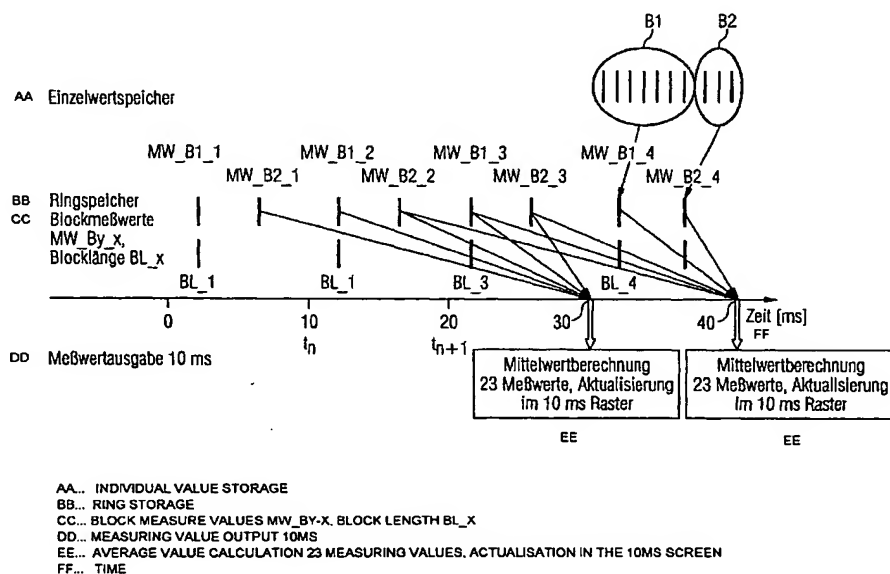 B1 B2
AA Einzelwertspeicher
MW_B1_1 MW_B1_2 MW_B1_3 MW_B1_4
MW_B2_1 MW_B2_2 MW_B2_3 MW_B2_4
BB Ringspeicher
CC Blockmeßwerte
MW_By_x,
Blocklänge BL_x
BL_1 BL_1 BL_3 BL_4
0 10 20 30 40 Zeit [ms]
tn tn+1 FF
DD Meßwertausgabe 10 ms
Mittelwertberechnung
23 Meßwerte, Aktualisierung
im 10 ms Raster
Mittelwertberechnung
23 Meßwerte, Aktuallslerung
im 10 ms Raster
EE EE
AA... INDIVIDUAL VALUE STORAGE
BB... RING STORAGE
CC... BLOCK MEASURE VALUES MW_BY-X, BLOCK LENGTH BL_X
DD... MEASURING VALUE OUTPUT 10MS
EE... AVERAGE VALUE CALCULATION 23 MEASURING VALUES, ACTUALISATION IN THE 10MS SCREEN
FF... TIME